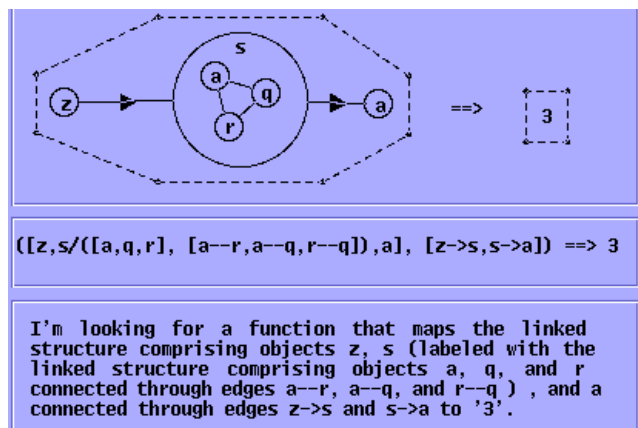 s
a
q
r
z
a
==>
3
([z,s/([a,q,r], [a--r,a--q,r--q]),a], [z->s,s->a]) ==> 3
I'm looking for a function that maps the linked
structure comprising objects z, s (labeled with the
linked structure comprising objects a, q, and r
connected through edges a--r, a--q, and r--q ) , and a
connected through edges z->s and s->a to '3'.